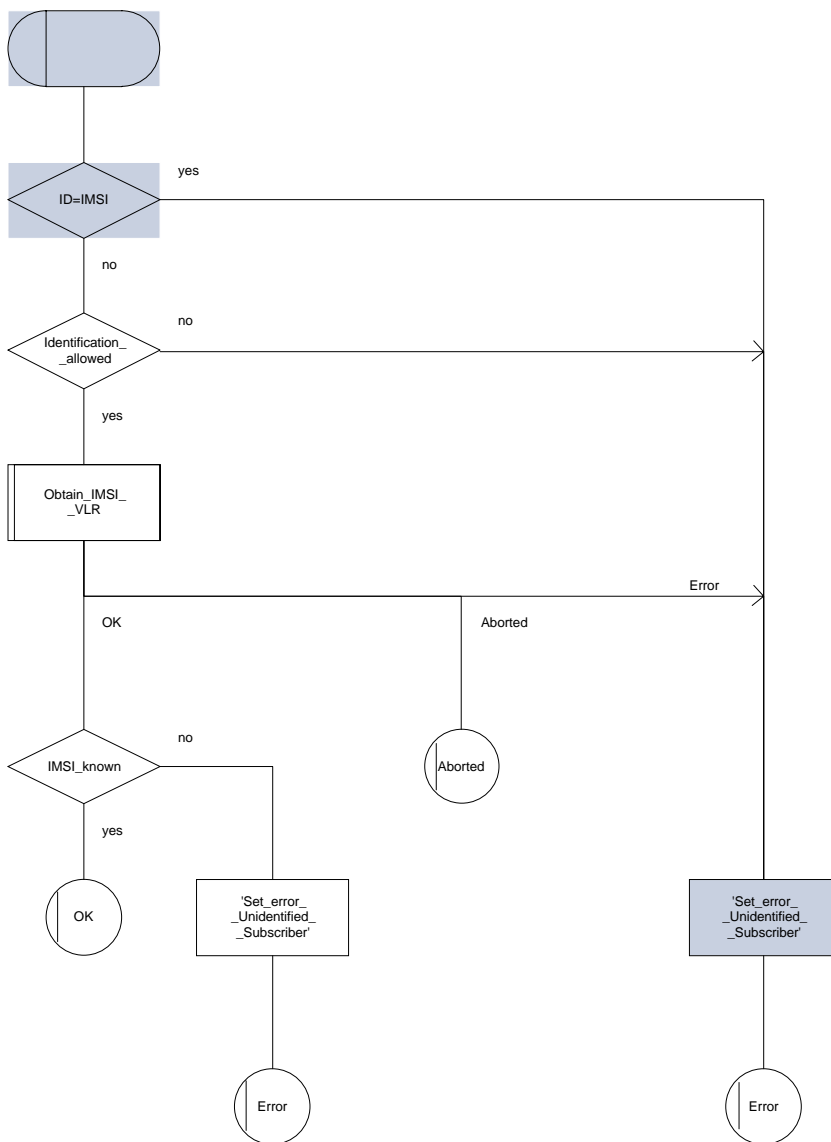 yes
ID=IMSI
no
no
Identification_
_allowed
yes
Obtain_IMSI_
_VLR
Error
OK
Aborted
no
IMSI_known
Aborted
yes
OK
'Set_error_
_Unidentified_
_Subscriber'
'Set_error_
_Unidentified_
_Subscriber'
Error
Error